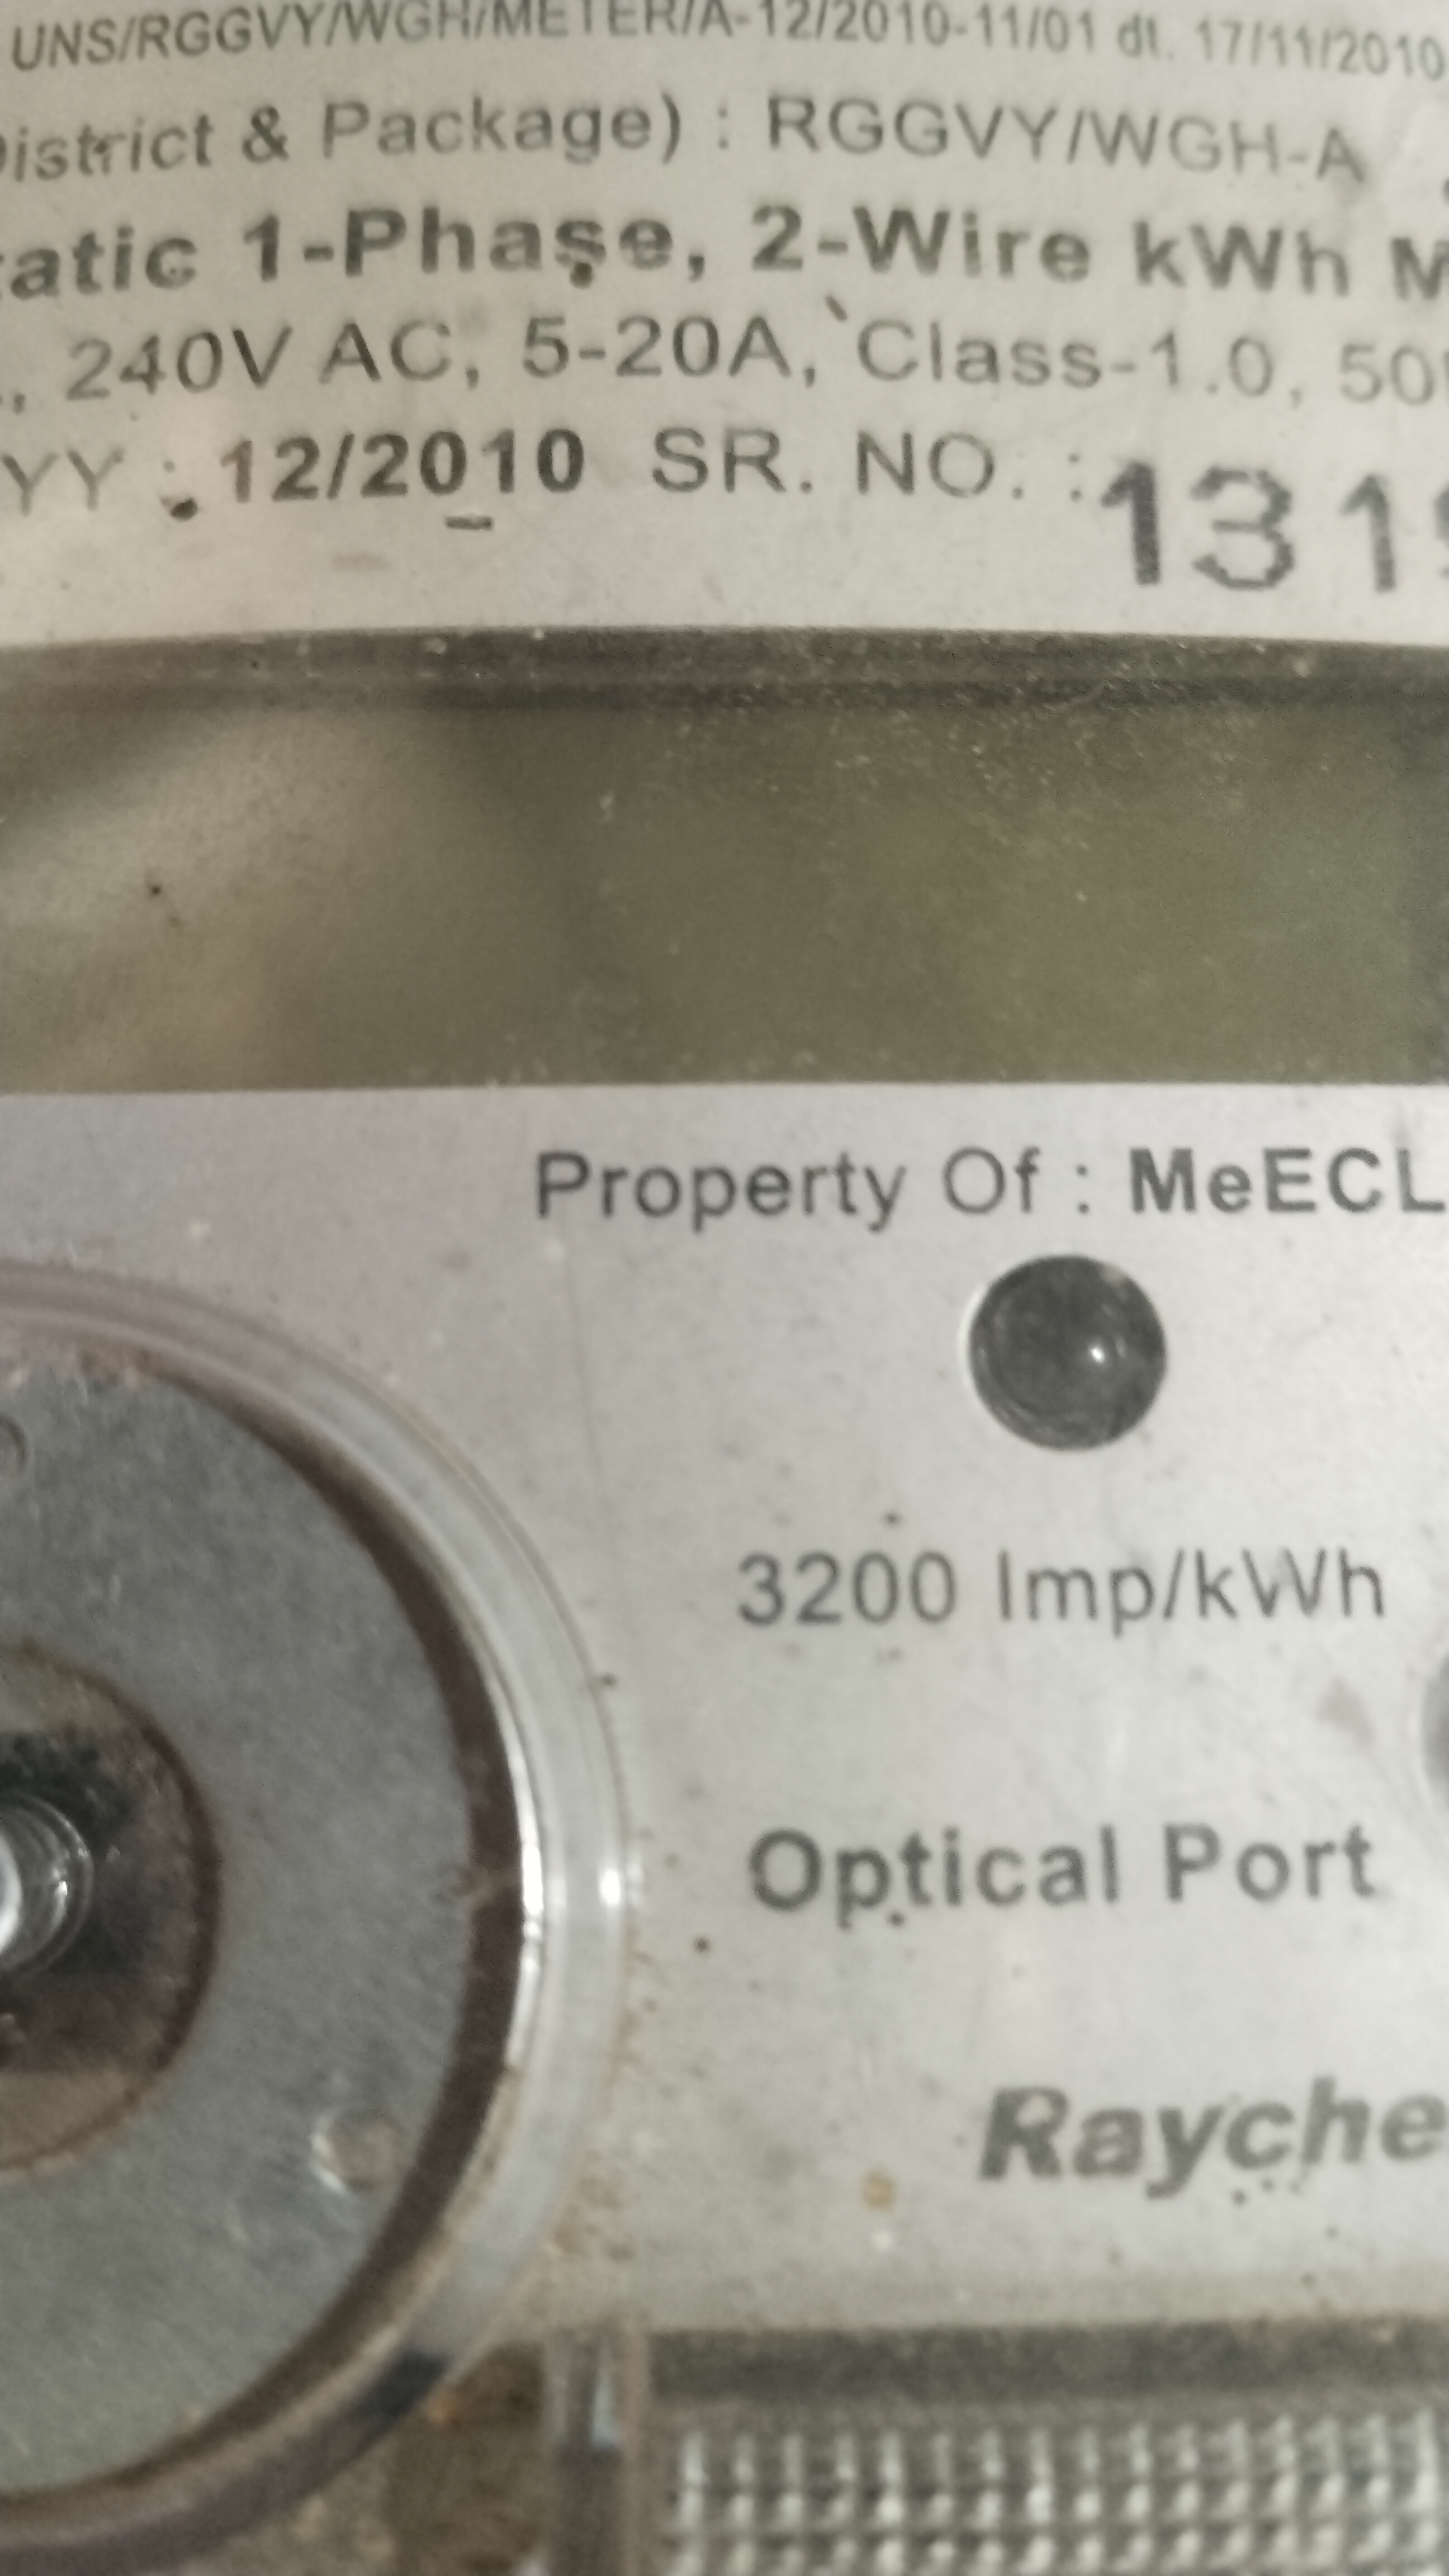 UNS/RGGVY/WGH/METER/A-12/2010-11/01 dt. 17/11/2010
District & Package) : RGGVY/WGH-A
tatic 1-Phase, 2-Wire kWh M
, 240V AC, 5-20A, Class-1.0, 50
YY : 12/2010 SR. NO. : 131
Property Of : MeECL
3200 Imp/kWh
Optical Port
Rayche